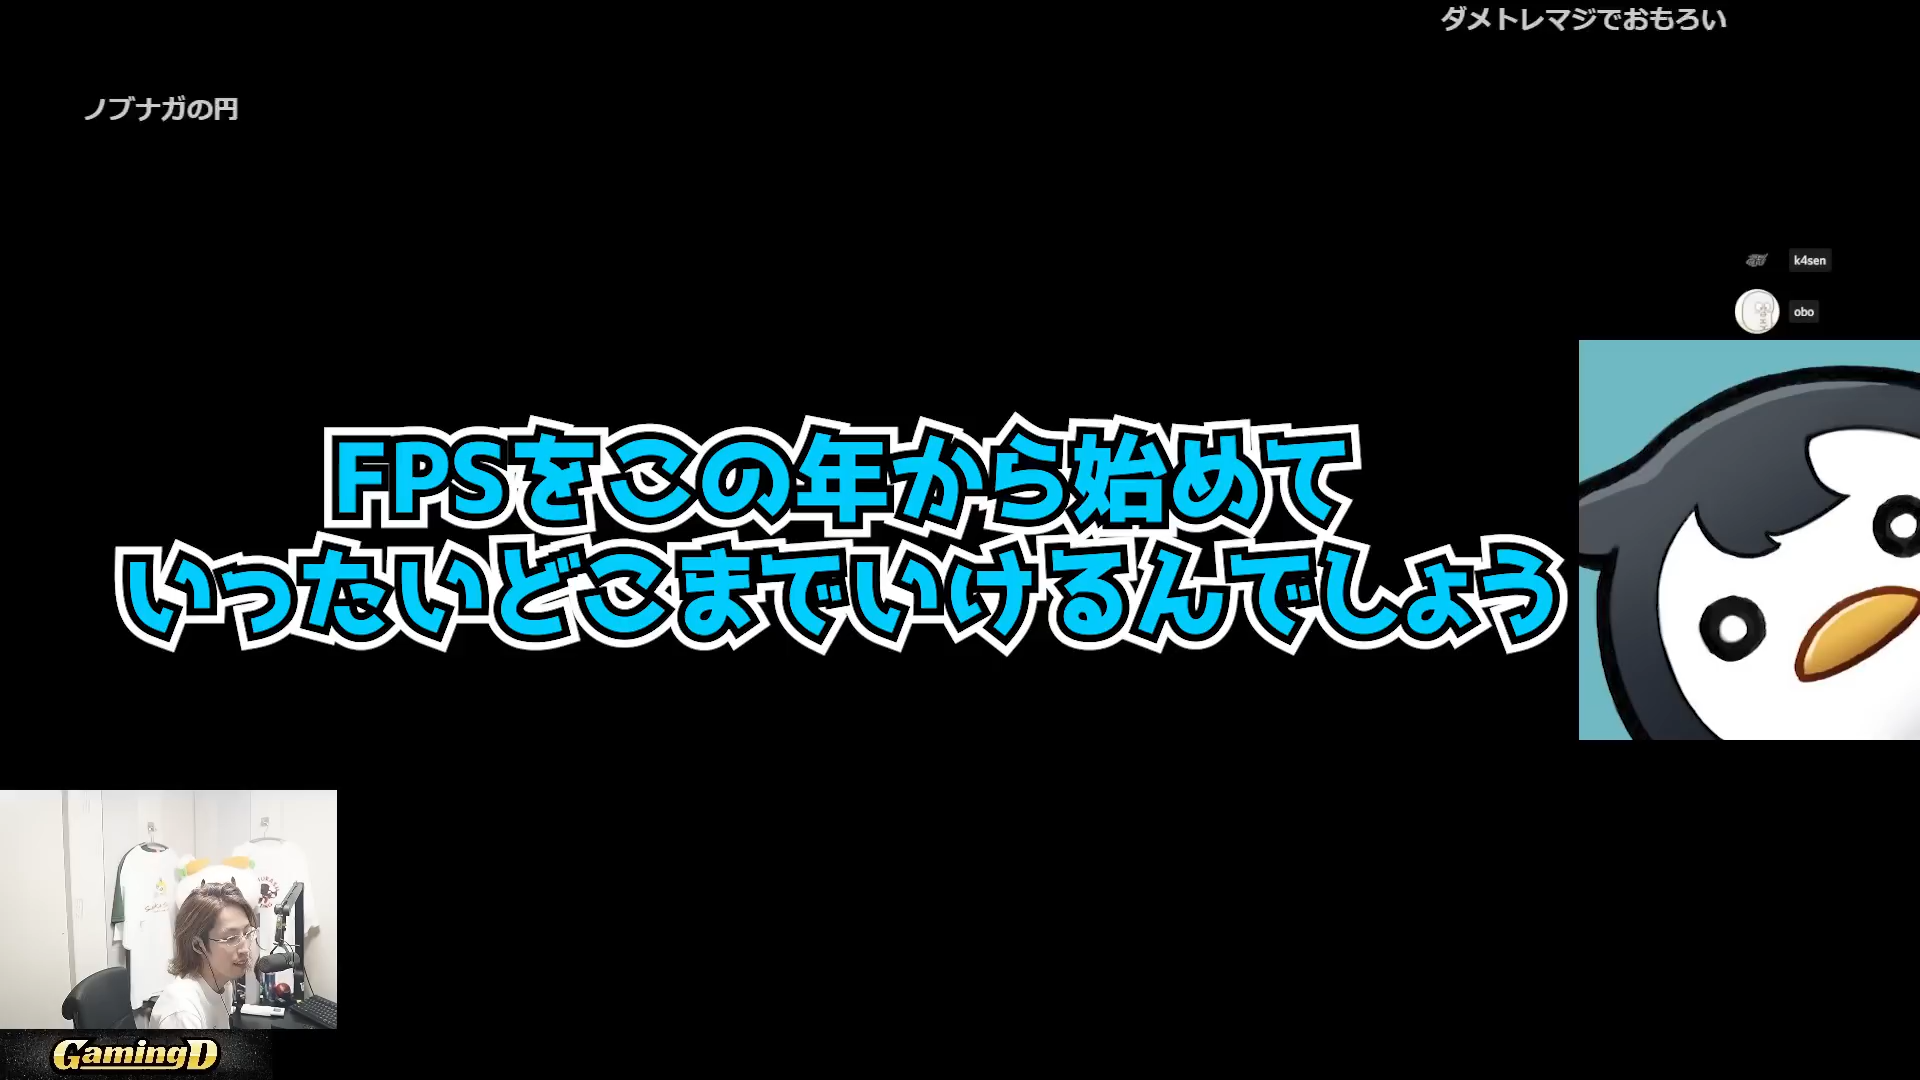 ダメトレマジでおもろい
ノブナガの円
k4sen
obo
FPSをこの年から始めて
いったいどこまでいけるんでしょう
GamingD